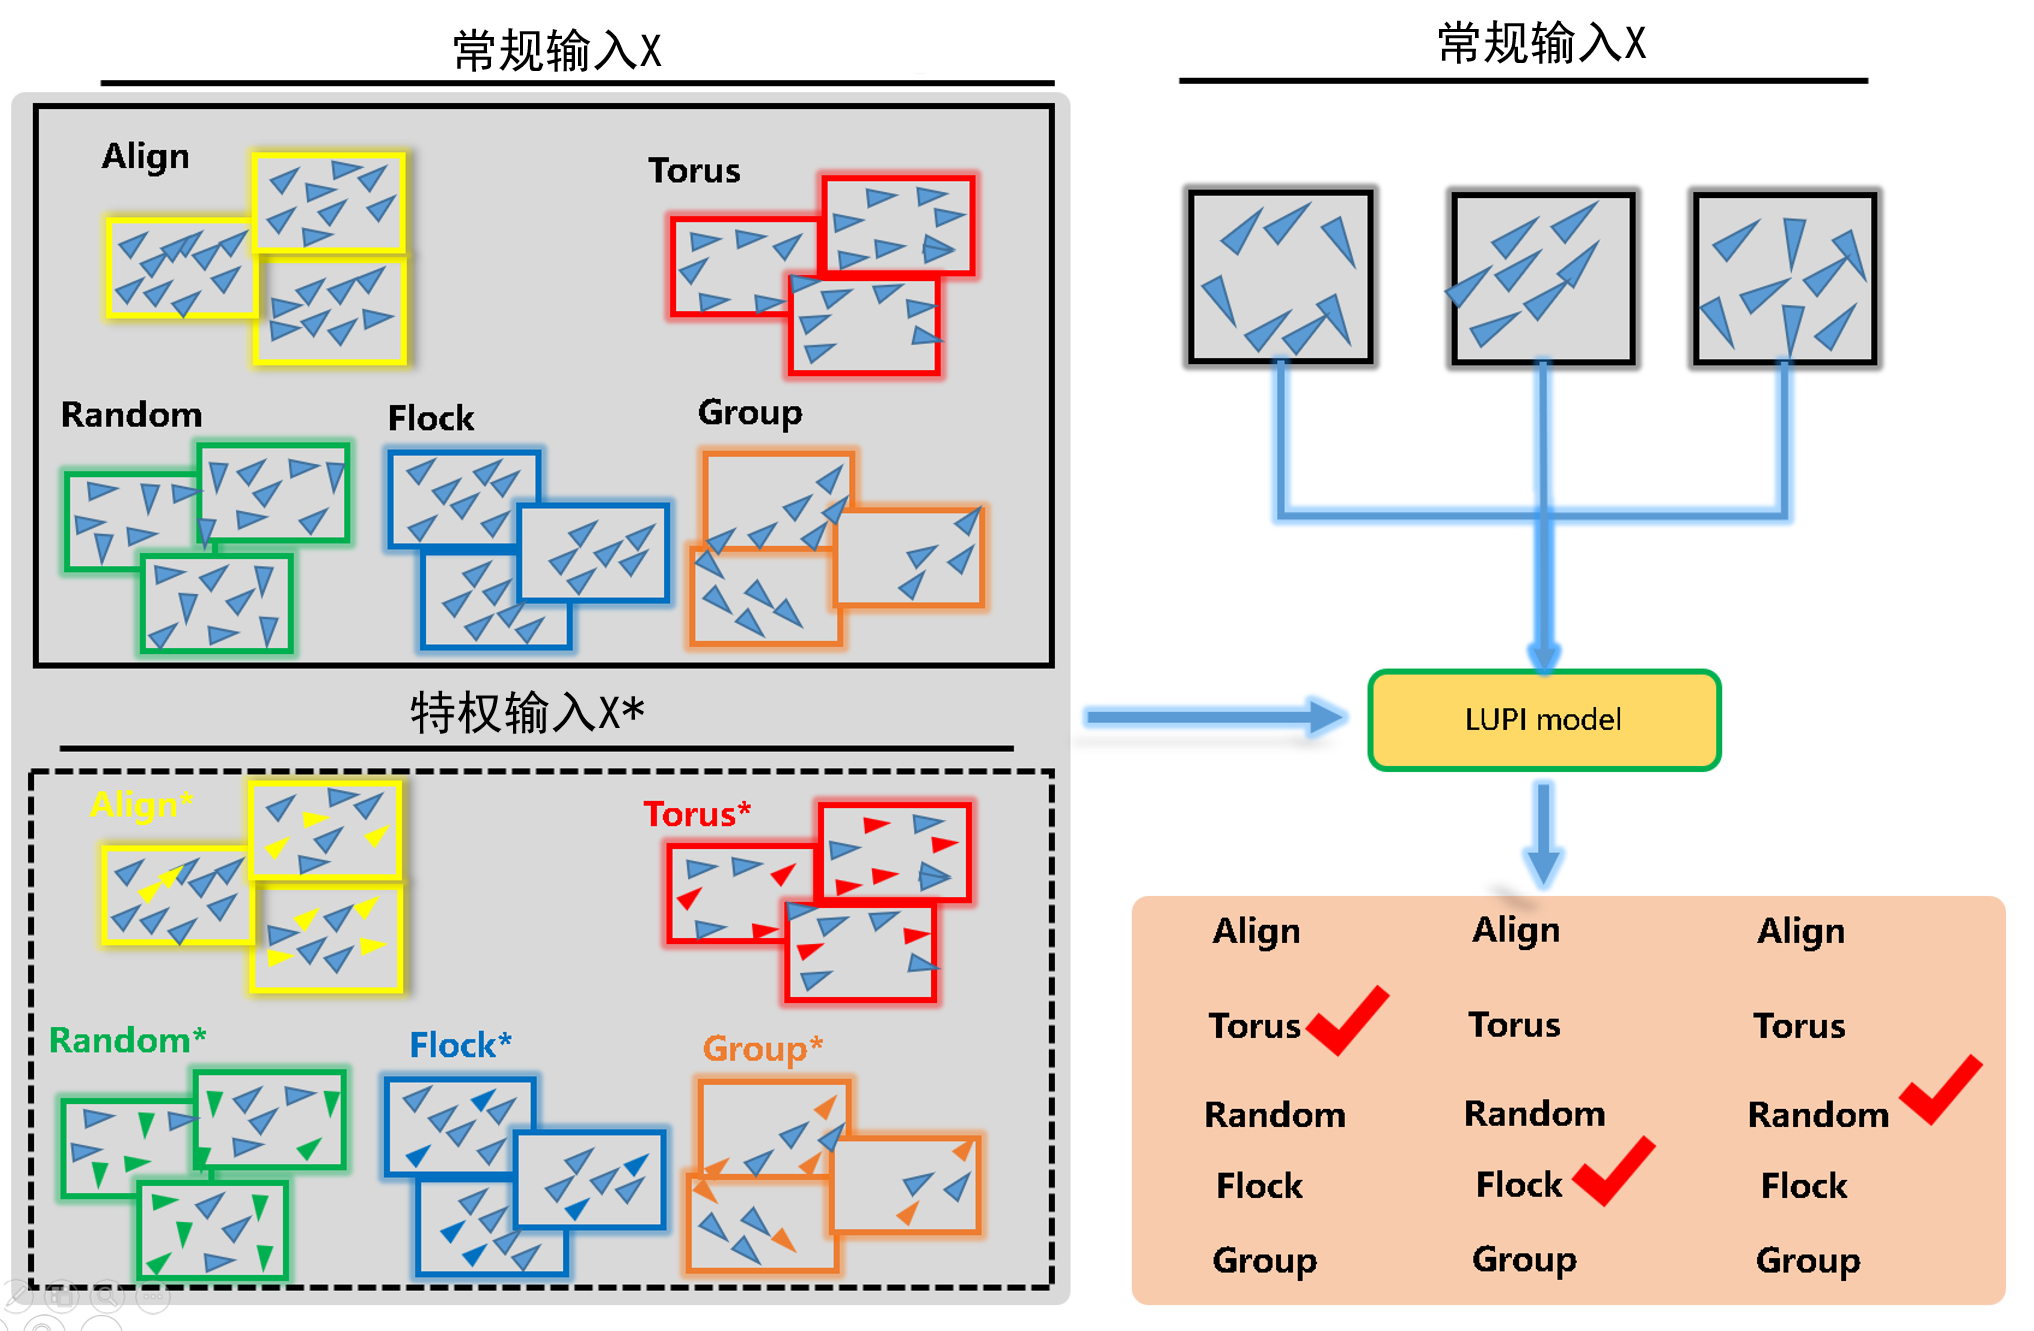 常规输入X
Align
Torus
Random
Flock
Group
特权输入X*
Align*
Torus*
Random*
Flock*
Group*
常规输入X
LUPI model
Align Align Align
Torus Torus Torus
Random Random Random
Flock Flock Flock
Group Group Group